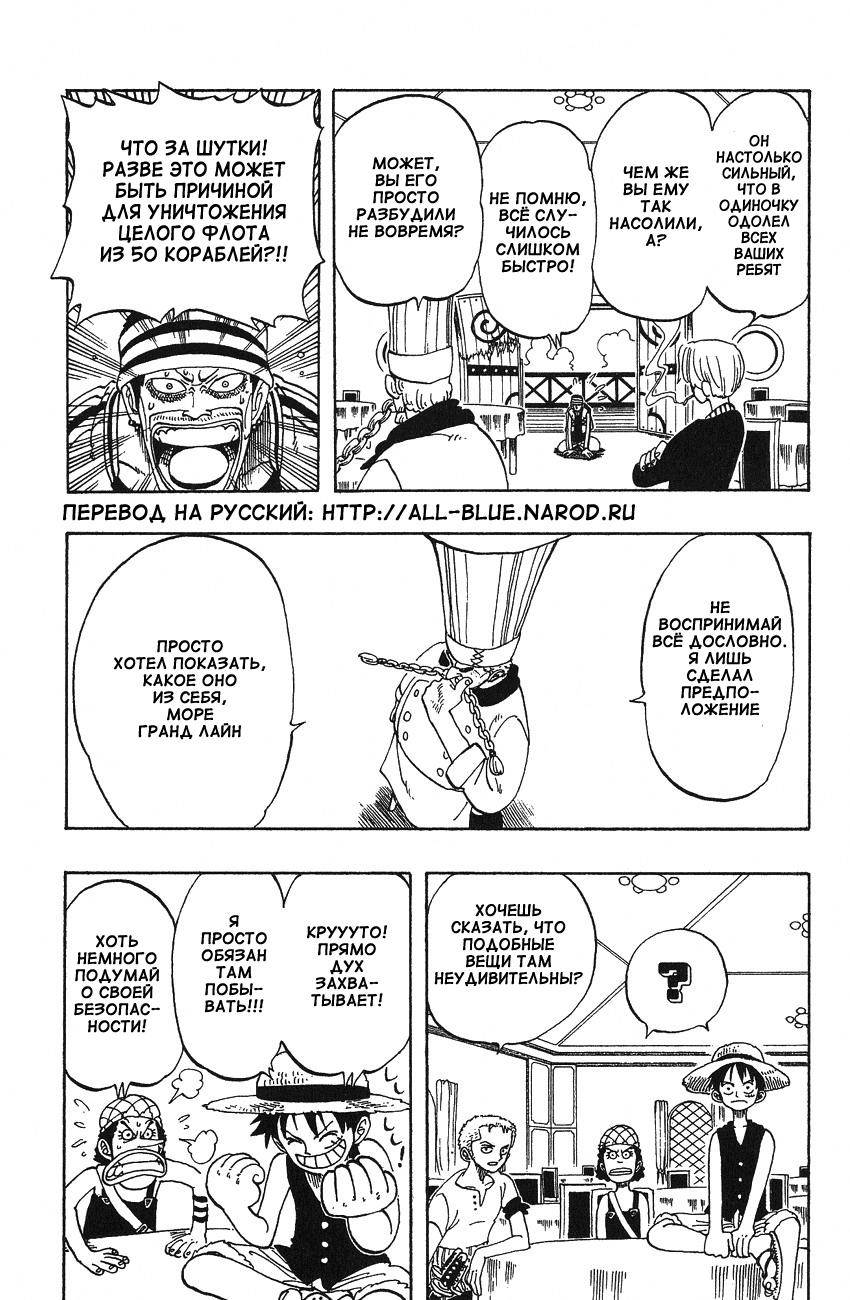 ОН
НАСТОЛЬКО
СИЛЬНЫЙ,
ЧТО В
ОДИНОЧКУ
ОДОЛЕЛ
ВСЕХ
ВАШИХ
РЕБЯТ
ЧЕМ ЖЕ
ВЫ ЕМУ
ТАК
НАСОЛИЛИ,
А?
НЕ ПОМНЮ,
ВСЁ СЛУ-
ЧИЛОСЬ
СЛИШКОМ
БЫСТРО!
МОЖЕТ,
ВЫ ЕГО
ПРОСТО
РАЗБУДИЛИ
НЕ ВОВРЕМЯ?
ЧТО ЗА ШУТКИ!
РАЗВЕ ЭТО МОЖЕТ
БЫТЬ ПРИЧИНОЙ
ДЛЯ УНИЧТОЖЕНИЯ
ЦЕЛОГО ФЛОТА
ИЗ 50 КОРАБЛЕЙ?!!
ПЕРЕВОД НА РУССКИЙ: HTTP://ALL-BLUE.NAROD.RU
НЕ
ВОСПРИНИМАЙ
ВСЁ ДОСЛОВНО.
Я ЛИШЬ
СДЕЛАЛ
ПРЕДПО-
ЛОЖЕНИЕ
ПРОСТО
ХОТЕЛ ПОКАЗАТЬ,
КАКОЕ ОНО
ИЗ СЕБЯ,
МОРЕ
ГРАНД ЛАЙН
?
ХОЧЕШЬ
СКАЗАТЬ, ЧТО
ПОДОБНЫЕ
ВЕЩИ ТАМ
НЕУДИВИТЕЛЬНЫ?
КРУУУТО!
ПРЯМО
ДУХ
ЗАХВА-
ТЫВАЕТ!
Я
ПРОСТО
ОБЯЗАН
ТАМ
ПОБЫ-
ВАТЬ!!!
ХОТЬ
НЕМНОГО
ПОДУМАЙ
О СВОЕЙ
БЕЗОПАС-
НОСТИ!